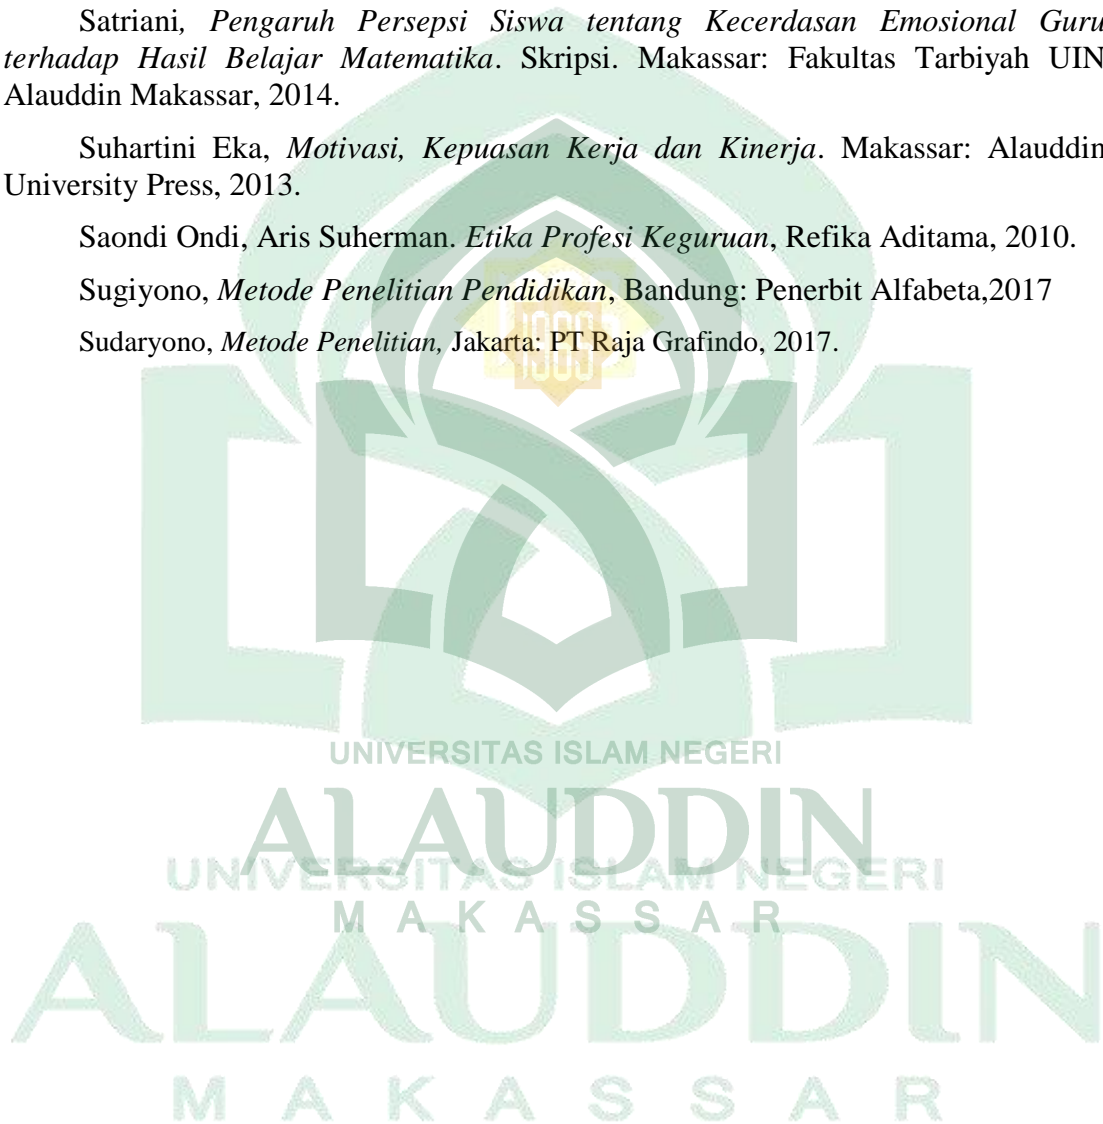 Satriani, Pengaruh Persepsi Siswa tentang Kecerdasan Emosional Guru
terhadap Hasil Belajar Matematika. Skripsi. Makassar: Fakultas Tarbiyah UIN
Alauddin Makassar, 2014.
Suhartini Eka, Motivasi, Kepuasan Kerja dan Kinerja. Makassar: Alauddin
University Press, 2013.
Saondi Ondi, Aris Suherman. Etika Profesi Keguruan, Refika Aditama, 2010.
Sugiyono, Metode Penelitian Pendidikan, Bandung: Penerbit Alfabeta,2017
Sudaryono, Metode Penelitian, Jakarta: PT Raja Grafindo, 2017.
UNIVERSITAS ISLAM NEGERI
ALAUDDIN
UNIVERSITAS ISLAM NEGERI
MAKASSAR
ALAUDDIN
MAKASSAR